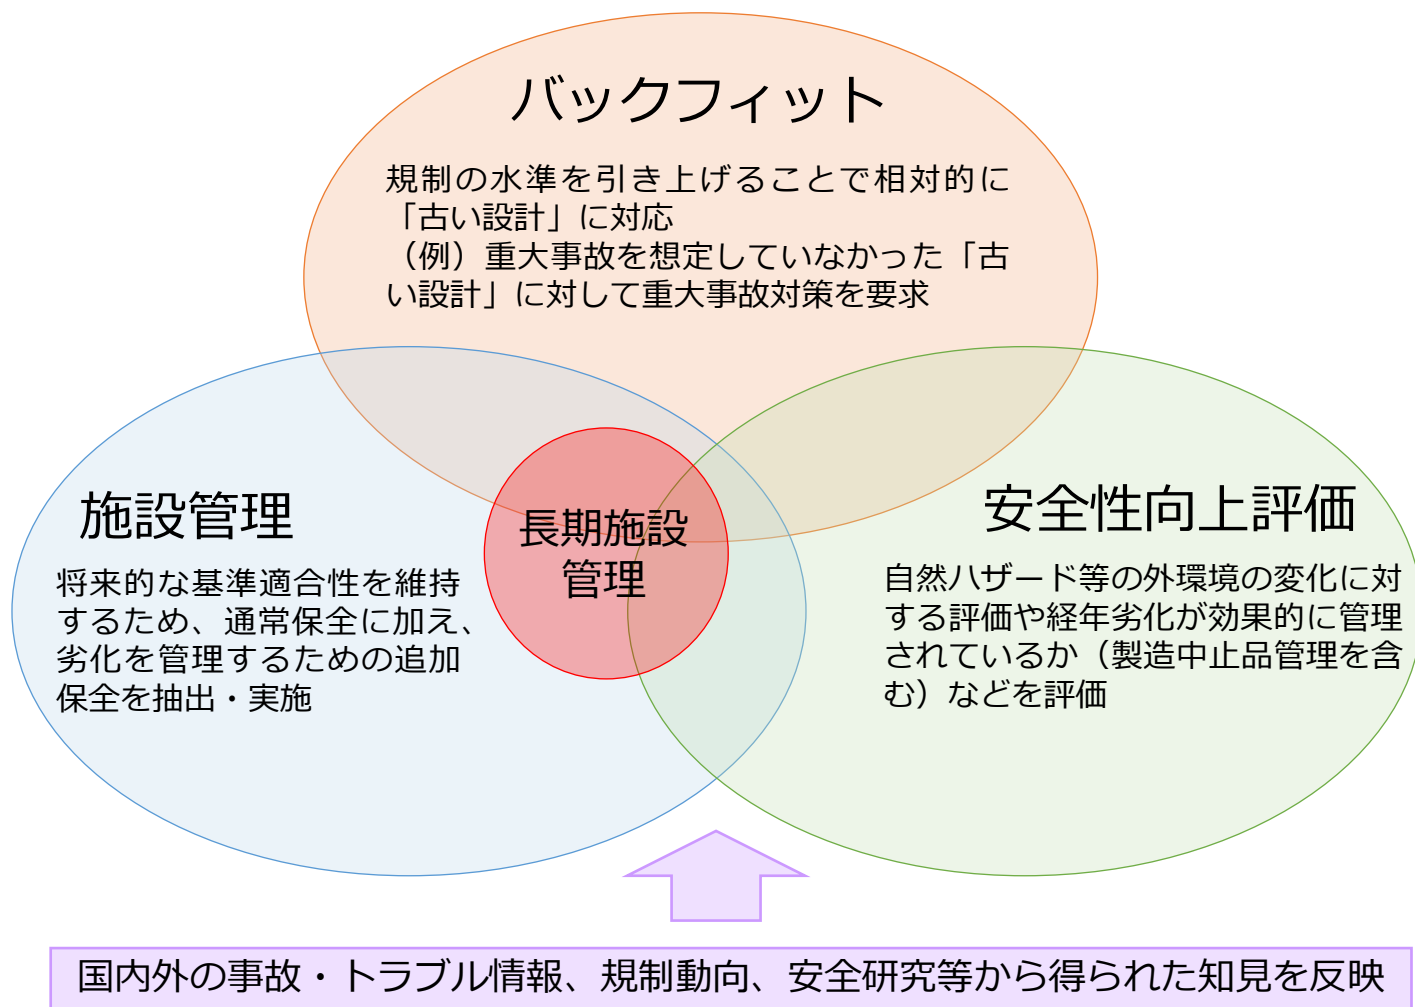 バックフィット
規制の水準を引き上げることで相対的に
「古い設計」に対応
（例）重大事故を想定していなかった「古
い設計」に対して重大事故対策を要求
施設管理
将来的な基準適合性を維持
するため、通常保全に加え、
劣化を管理するための追加
保全を抽出・実施
長期施設
管理
安全性向上評価
自然ハザード等の外環境の変化に対
する評価や経年劣化が効果的に管理
されているか（製造中止品管理を含
む）などを評価
国内外の事故・トラブル情報、規制動向、安全研究等から得られた知見を反映